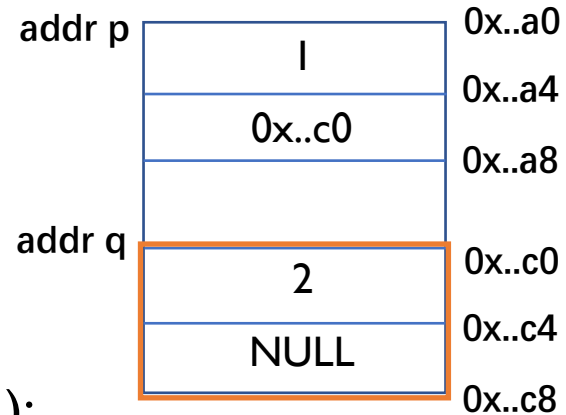 addr p
0x..a0
1
0x..a4
0x..c0
0x..a8
addr q
0x..c0
2
0x..c4
NULL
0x..c8
);